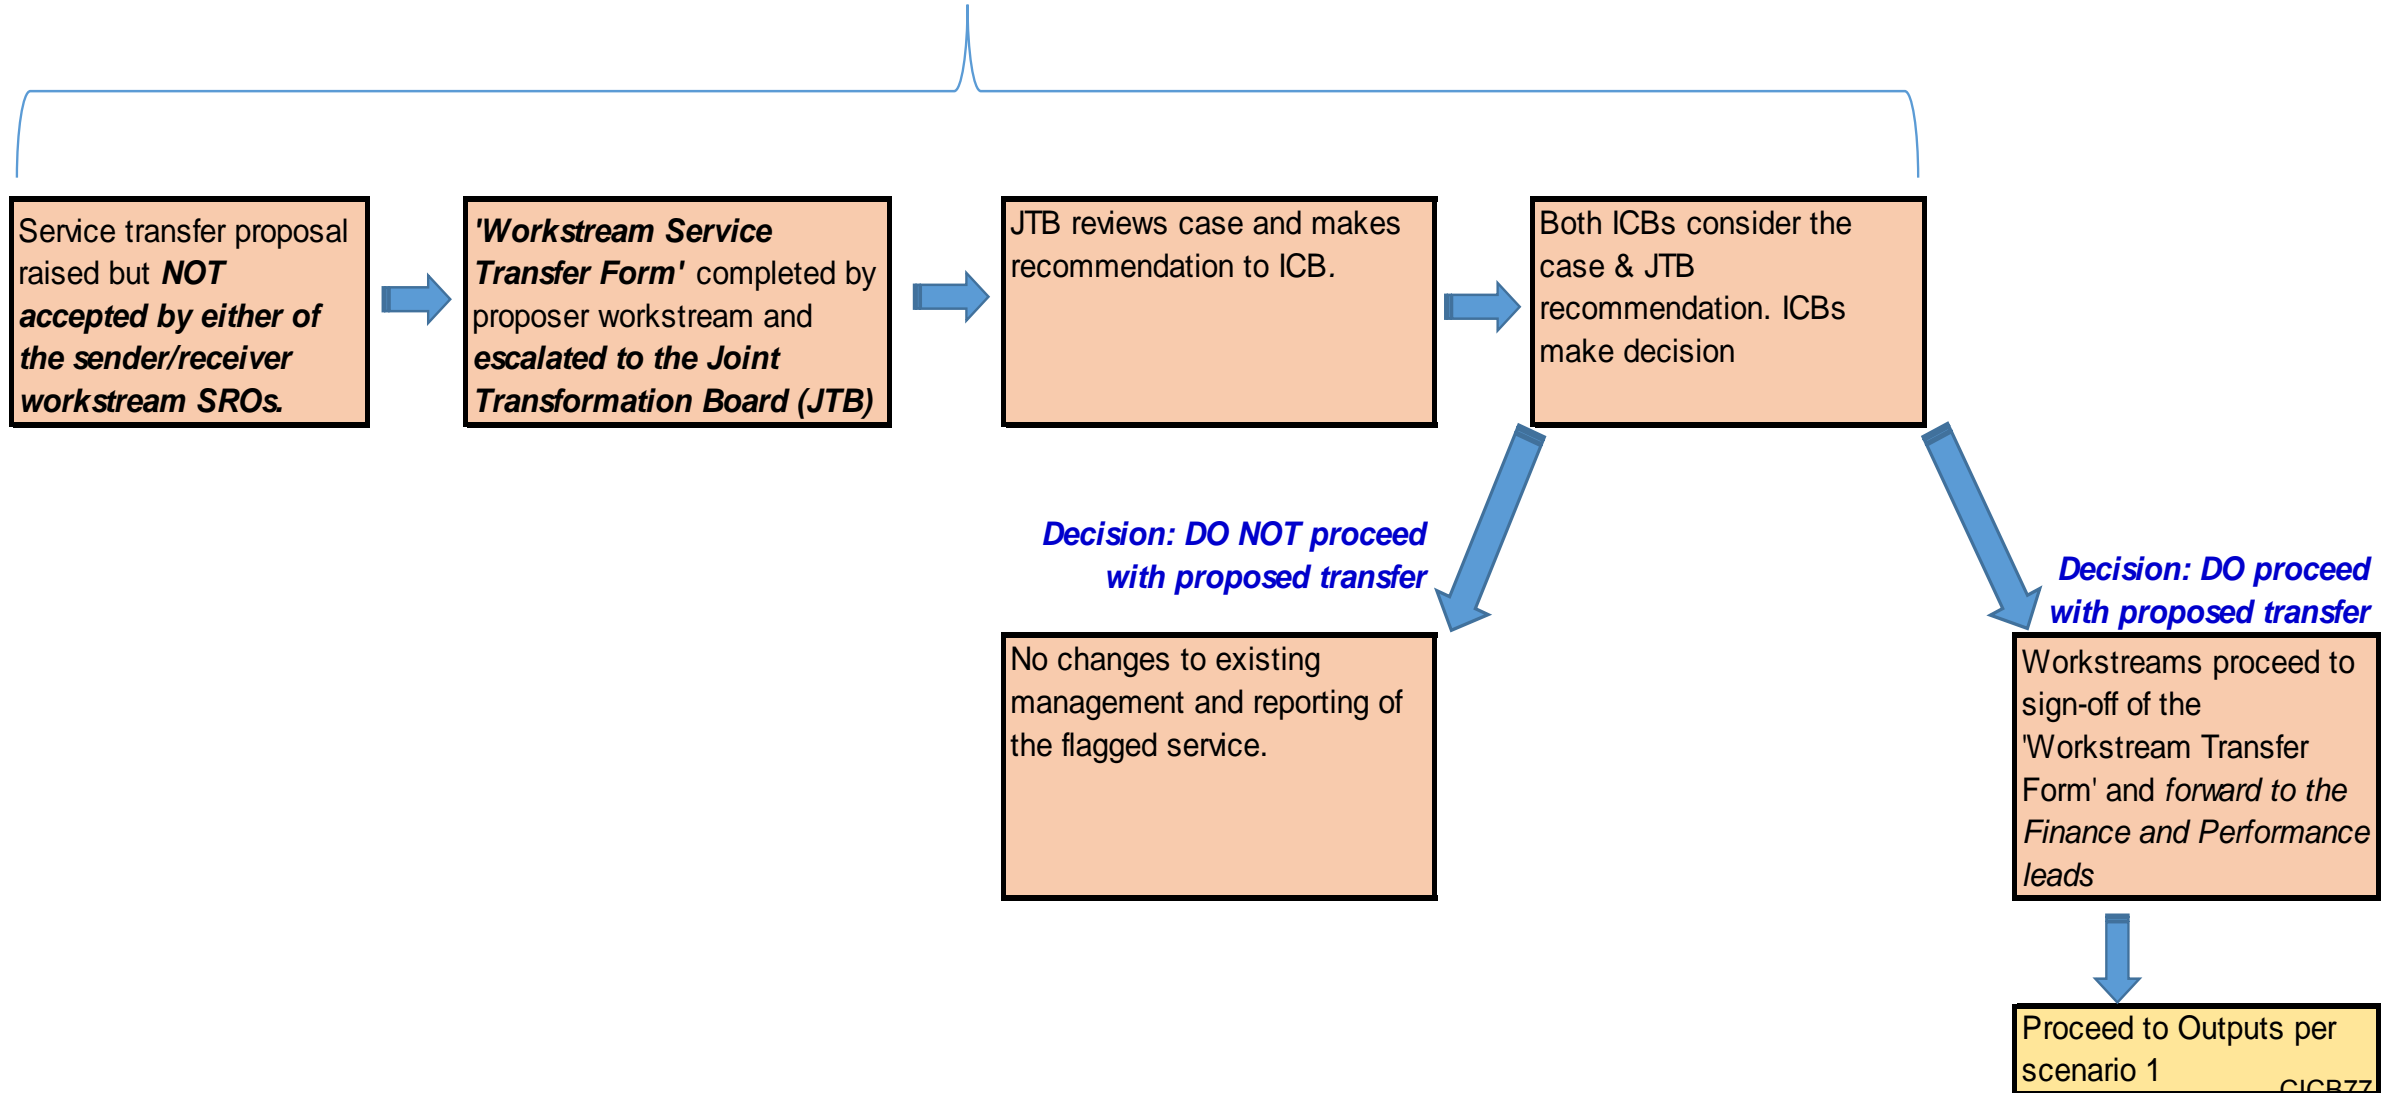 Service transfer proposal
raised but NOT
accepted by either of
the sender/receiver
workstream SROs.
'Workstream Service
Transfer Form' completed by
proposer workstream and
escalated to the Joint
Transformation Board (JTB)
JTB reviews case and makes
recommendation to ICB.
Both ICBs consider the
case & JTB
recommendation. ICBs
make decision
Decision: DO NOT proceed
with proposed transfer
Decision: DO proceed
with proposed transfer
No changes to existing
management and reporting of
the flagged service.
Workstreams proceed to
sign-off of the
'Workstream Transfer
Form' and forward to the
Finance and Performance
leads
Proceed to Outputs per
scenario 1
CICB77